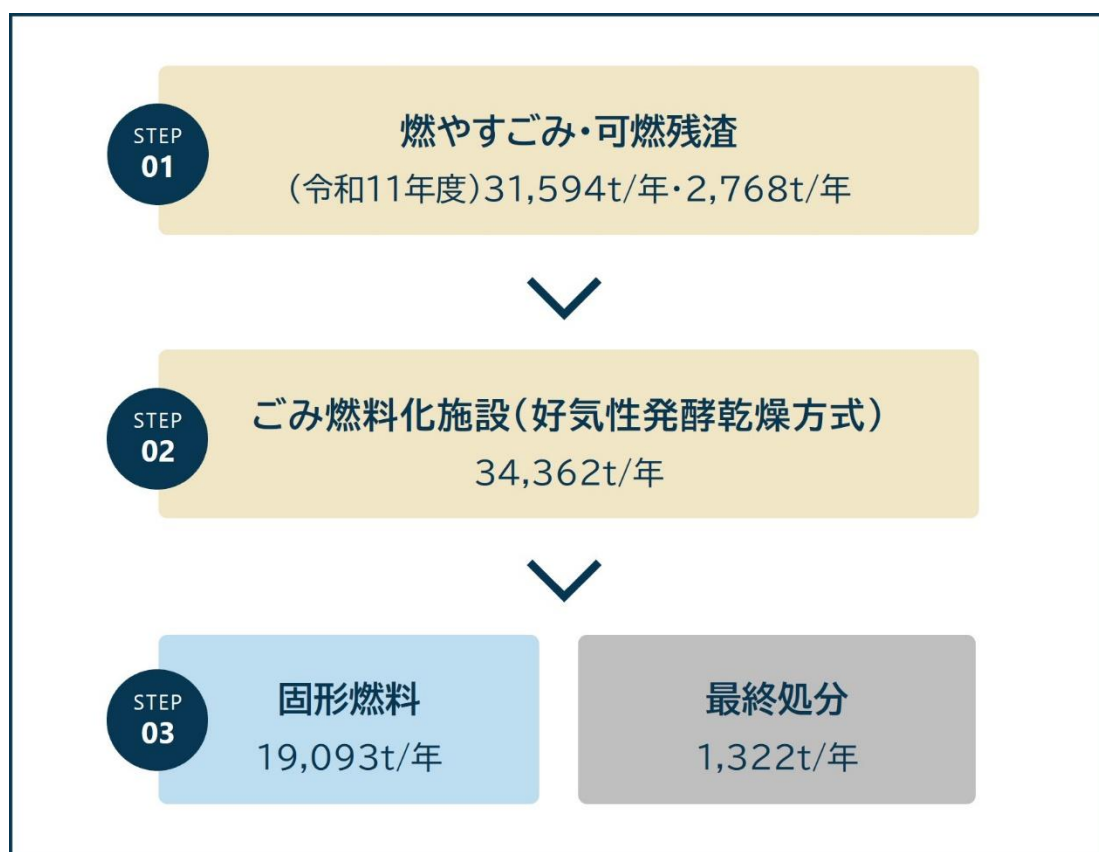 STEP
01
燃やすごみ・可燃残渣
(令和11年度)31,594t/年・2,768t/年
STEP
02
ごみ燃料化施設(好気性発酵乾燥方式)
34,362t/年
STEP
03
固形燃料
19,093t/年
最終処分
1,322t/年